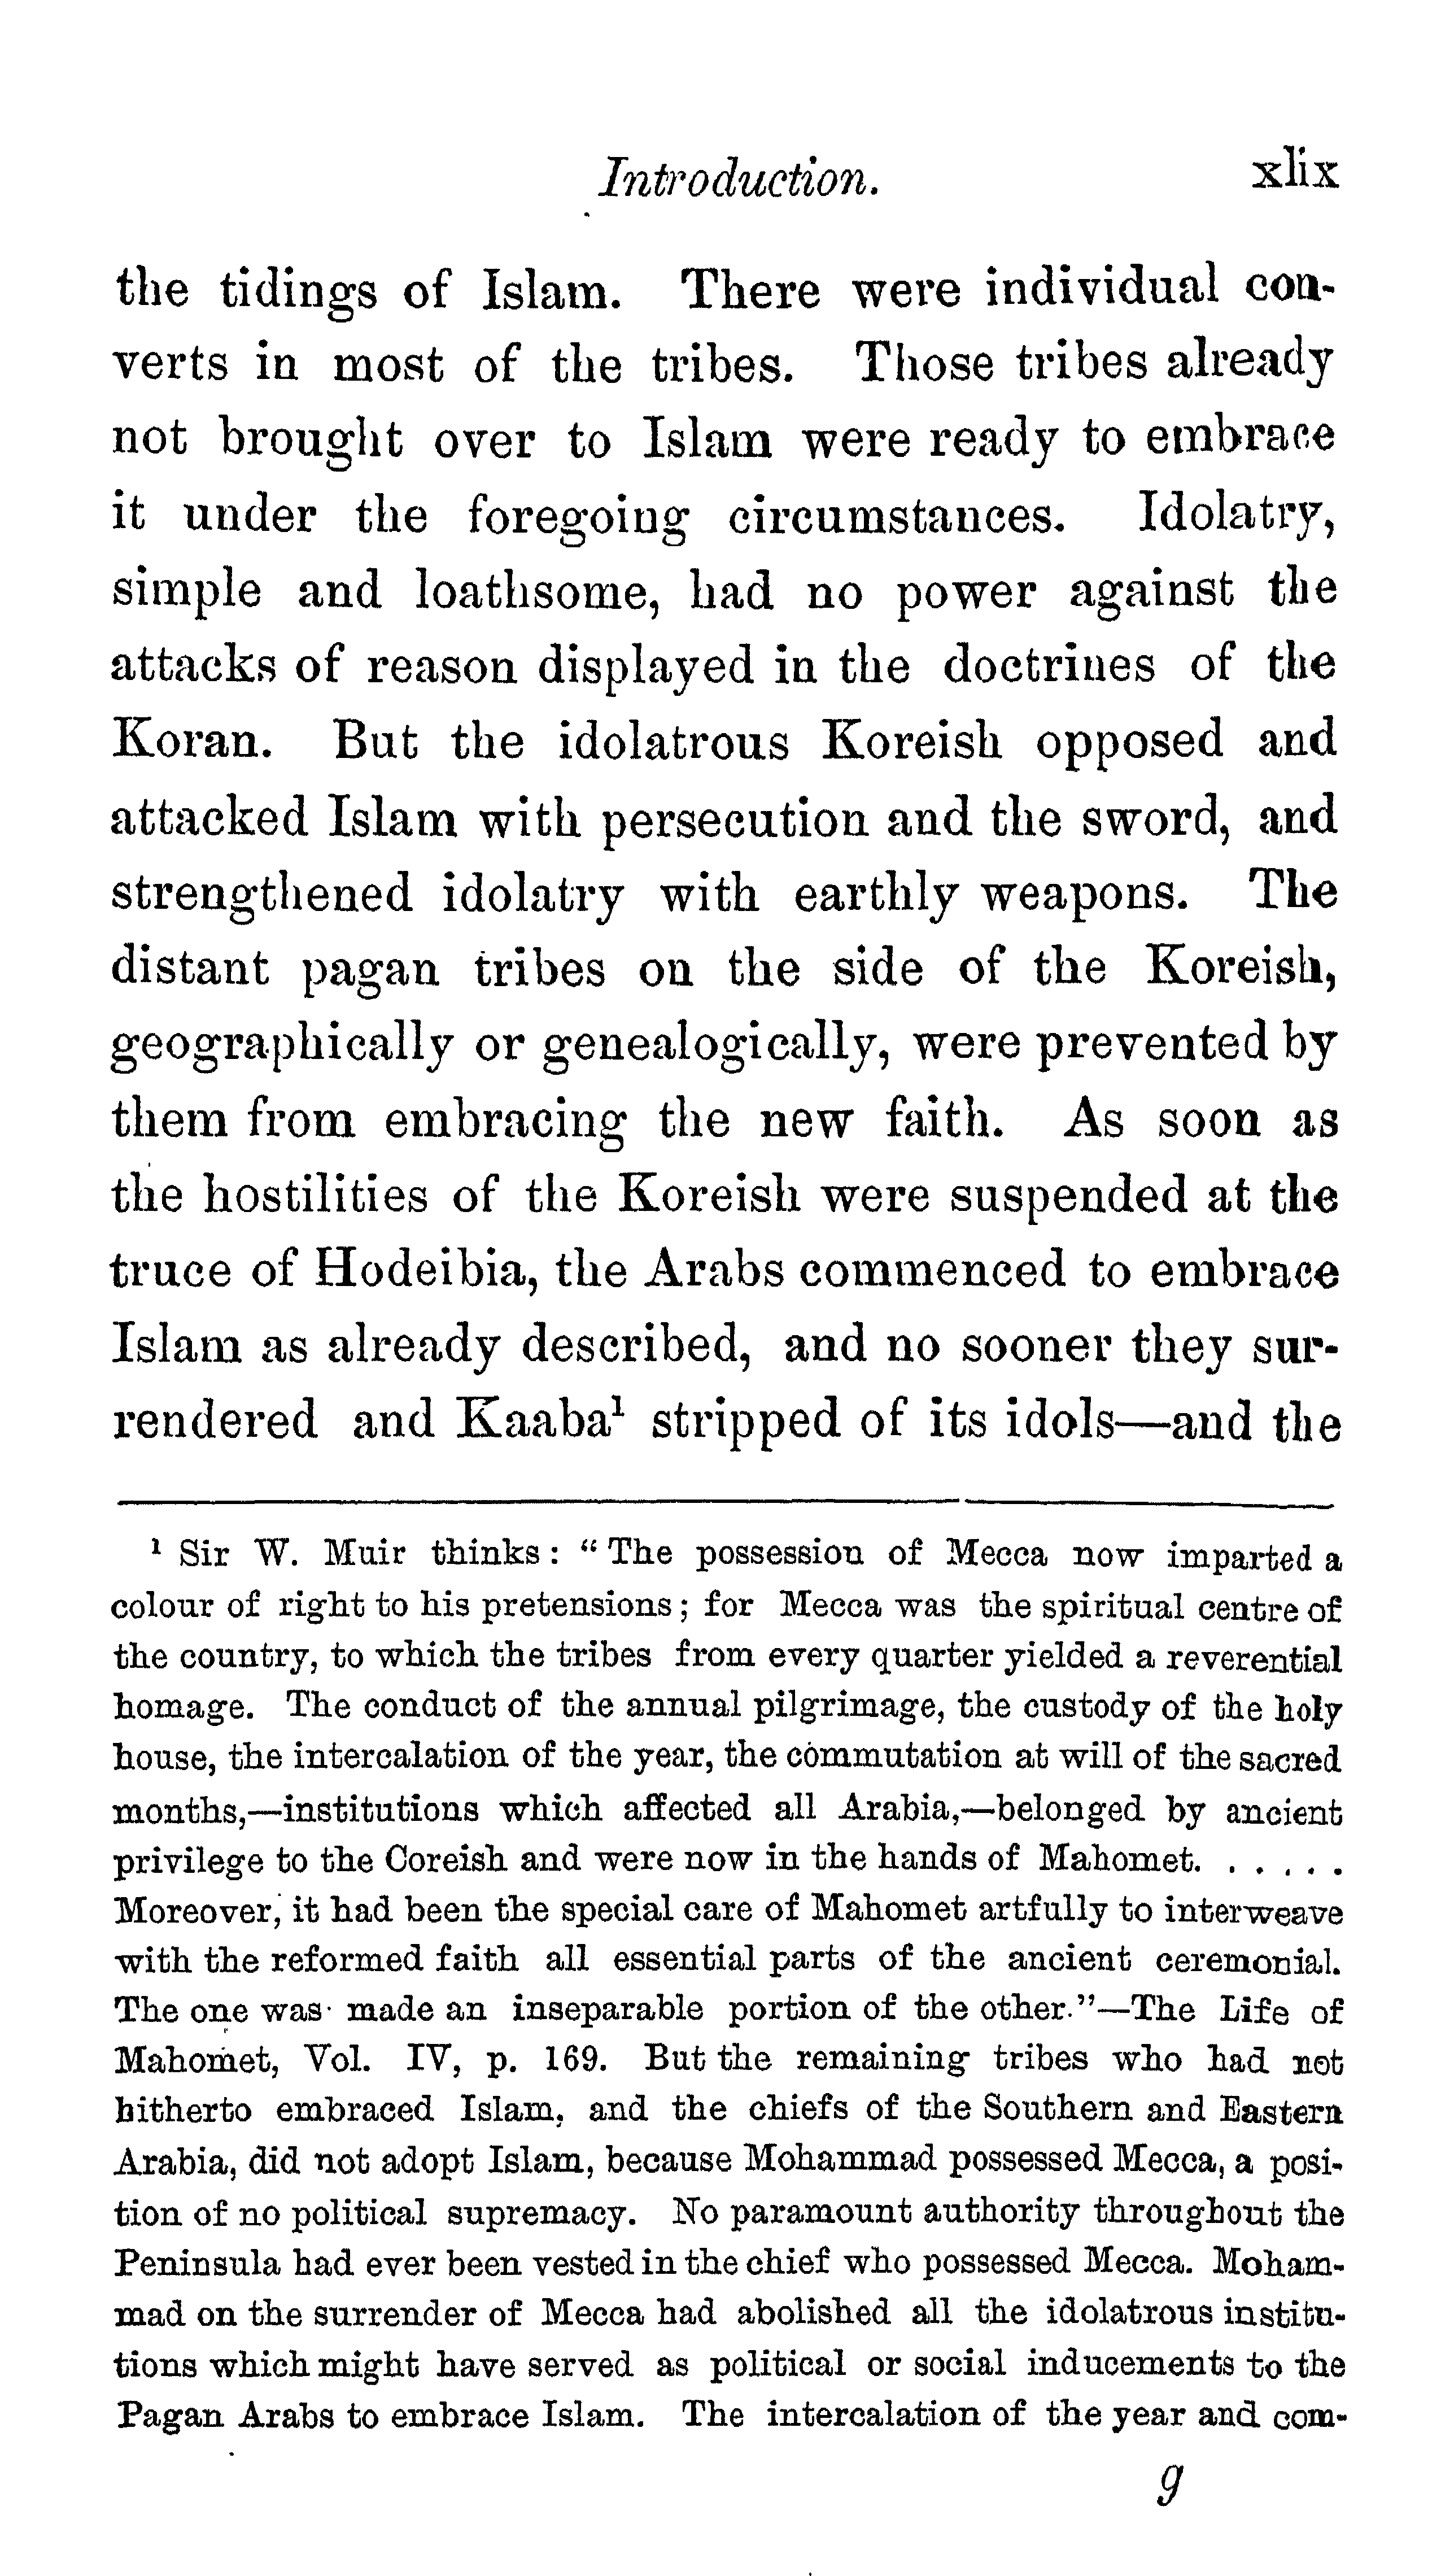 Introduction. xlix
the tidings of Islam. There were individual con-
verts in most of the tribes. Those tribes already
not brought over to Islam were ready to embrace
it under the foregoing circumstances. Idolatry,
simple and loathsome, had no power against the
attacks of reason displayed in the doctrines of the
Koran. But the idolatrous Koreish opposed and
attacked Islam with persecution and the sword, and
strengthened idolatry with earthly weapons. The
distant pagan tribes on the side of the Koreish,
geographically or genealogically, were prevented by
them from embracing the new faith. As soon as
the hostilities of the Koreish were suspended at the
truce of Hodeibia, the Arabs commenced to embrace
Islam as already described, and no sooner they sur-
rendered and Kaaba¹ stripped of its idols—and the
¹ Sir W. Muir thinks: "The possession of Mecca now imparted a
colour of right to his pretensions; for Mecca was the spiritual centre of
the country, to which the tribes from every quarter yielded a reverential
homage. The conduct of the annual pilgrimage, the custody of the holy
house, the intercalation of the year, the commutation at will of the sacred
months,—institutions which affected all Arabia,—belonged by ancient
privilege to the Coreish and were now in the hands of Mahomet. . . . . .
Moreover, it had been the special care of Mahomet artfully to interweave
with the reformed faith all essential parts of the ancient ceremonial.
The one was made an inseparable portion of the other."—The Life of
Mahomet, Vol. IV, p. 169. But the remaining tribes who had not
hitherto embraced Islam, and the chiefs of the Southern and Eastern
Arabia, did not adopt Islam, because Mohammad possessed Mecca, a posi-
tion of no political supremacy. No paramount authority throughout the
Peninsula had ever been vested in the chief who possessed Mecca. Moham-
mad on the surrender of Mecca had abolished all the idolatrous institu-
tions which might have served as political or social inducements to the
Pagan Arabs to embrace Islam. The intercalation of the year and com-
g